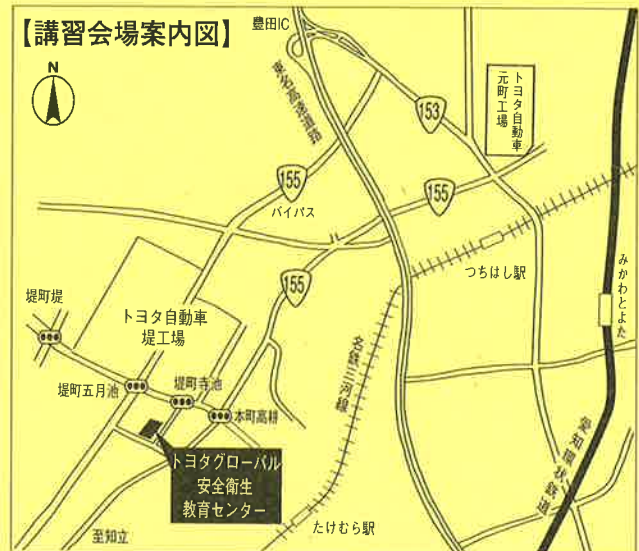 【講習会場案内図】
豊田IC
N
東名高速道路
153
トヨタ自動車
元町工場
155
バイパス
155
155
つちはし駅
みかわとよた
堤町堤
トヨタ自動車
堤工場
名鉄三河線
堤町五月池
堤町寺池
本町高耕
愛知環状鉄道
トヨタグローバル
安全衛生
教育センター
至知立
たけむら駅